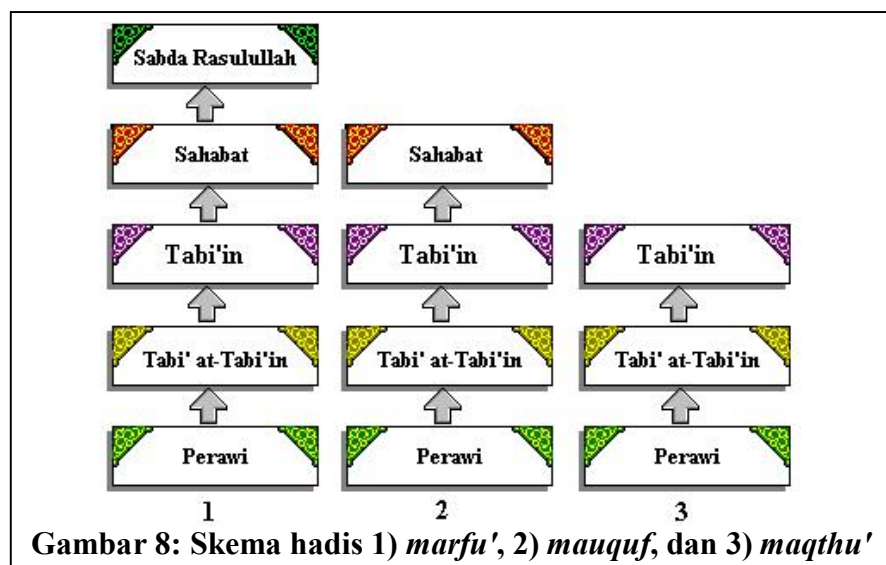 Sabda Rasulullah
Sahabat
Tabi'in
Tabi' at-Tabi'in
Perawi
1
Sahabat
Tabi'in
Tabi' at-Tabi'in
Perawi
2
Tabi'in
Tabi' at-Tabi'in
Perawi
3
Gambar 8: Skema hadis 1) marfu', 2) mauquf, dan 3) maqthu'